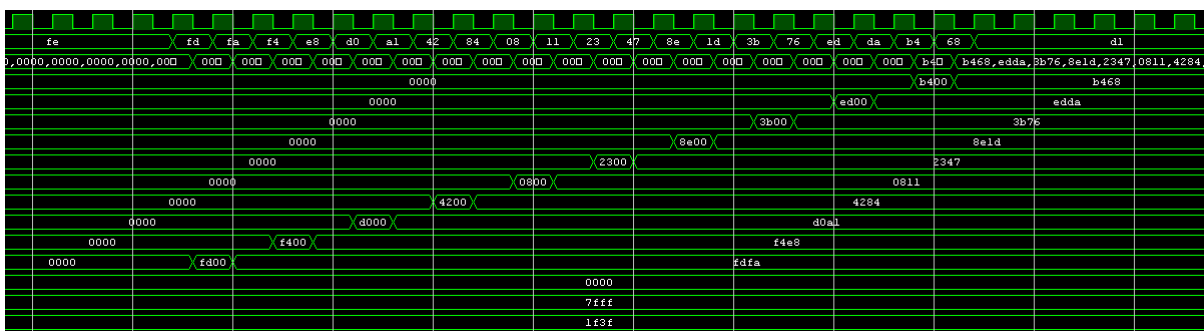 fe fd fa f4 e8 d0 a1 42 84 08 11 23 47 8e 1d 3b 76 ed da b4 68 d1
0,0000,0000,0000,0000,00 00 00 00 00 00 00 00 00 00 00 00 00 00 00 00 00 00 00 b4 b468,edda,3b76,8e1d,2347,0811,4284,
0000 b400 b468
0000 ed00 edda
0000 3b00 3b76
0000 8e00 8e1d
0000 2300 2347
0000 0800 0811
0000 4200 4284
0000 d000 d0a1
0000 f400 f4e8
0000 fd00 fdfa
0000
7fff
1f3f